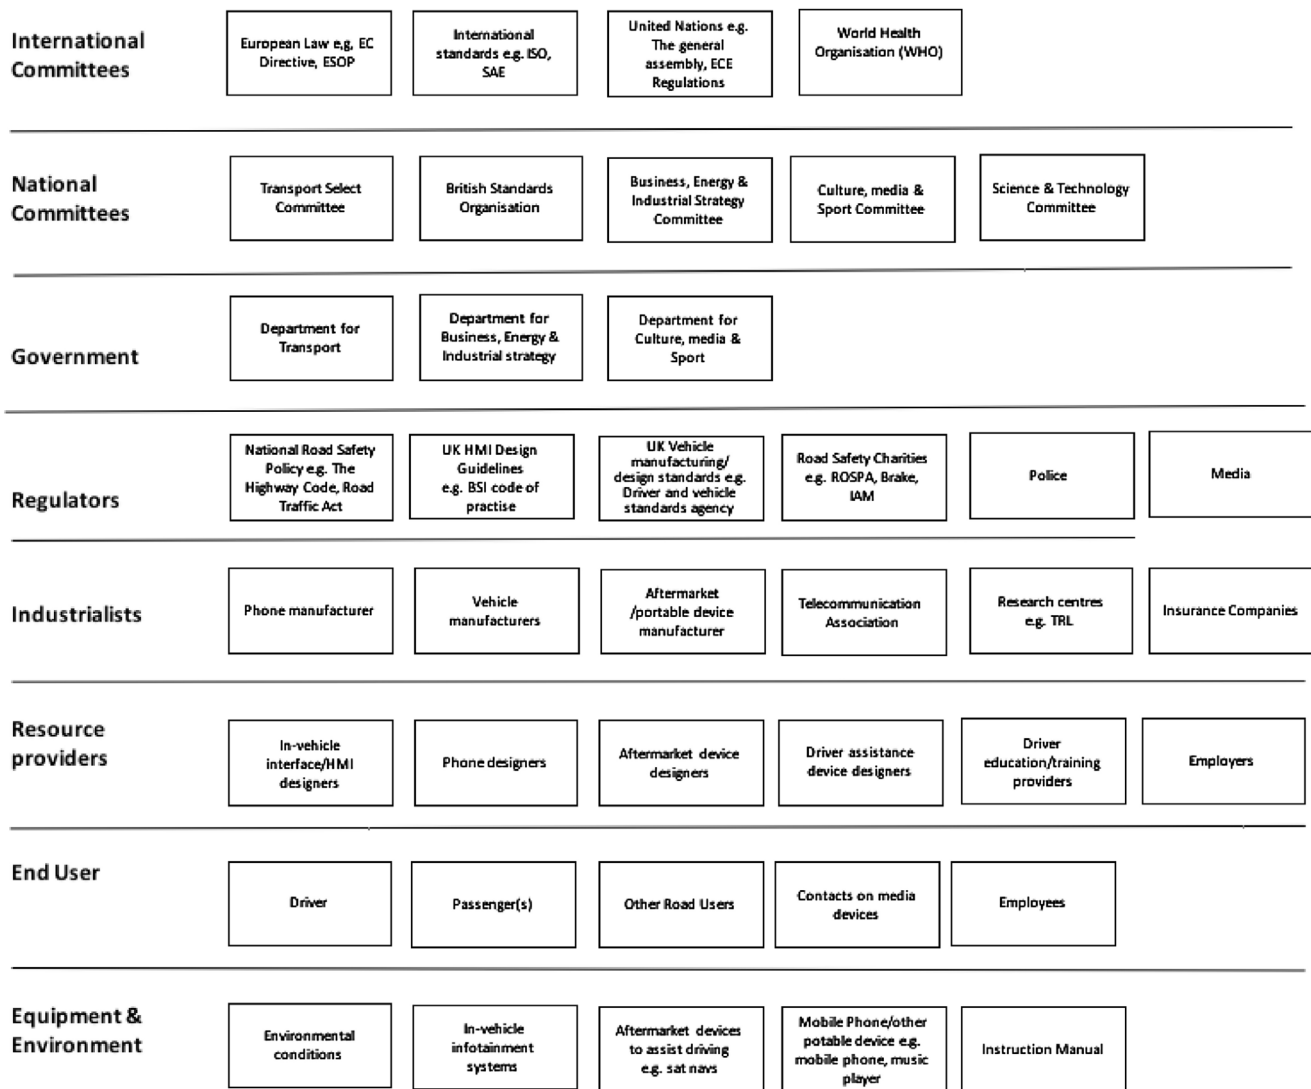 International
Committees
European Law e,g, EC
Directive, ESOP
International
standards e.g. ISO,
SAE
United Nations e.g.
The general
assembly, ECE
Regulations
World Health
Organisation (WHO)
National
Committees
Transport Select
Committee
British Standards
Organisation
Business, Energy &
Industrial Strategy
Committee
Culture, media &
Sport Committee
Science & Technology
Committee
Government
Department for
Transport
Department for
Business, Energy &
Industrial strategy
Department for
Culture, media &
Sport
Regulators
National Road Safety
Policy e.g. The
Highway Code, Road
Traffic Act
UK HMI Design
Guidelines
e.g. BSI code of
practise
UK Vehicle
manufacturing/
design standards e.g.
Driver and vehicle
standards agency
Road Safety Charities
e.g. ROSPA, Brake,
IAM
Police
Media
Industrialists
Phone manufacturer
Vehicle
manufacturers
Aftermarket
/portable device
manufacturer
Telecommunication
Association
Research centres
e.g. TRL
Insurance Companies
Resource
providers
In-vehicle
interface/HMI
designers
Phone designers
Aftermarket device
designers
Driver assistance
device designers
Driver
education/training
providers
Employers
End User
Driver
Passenger(s)
Other Road Users
Contacts on media
devices
Employees
Equipment &
Environment
Environmental
conditions
In-vehicle
infotainment
systems
Aftermarket devices
to assist driving
e.g. sat navs
Mobile Phone/other
potable device e.g.
mobile phone, music
player
Instruction Manual